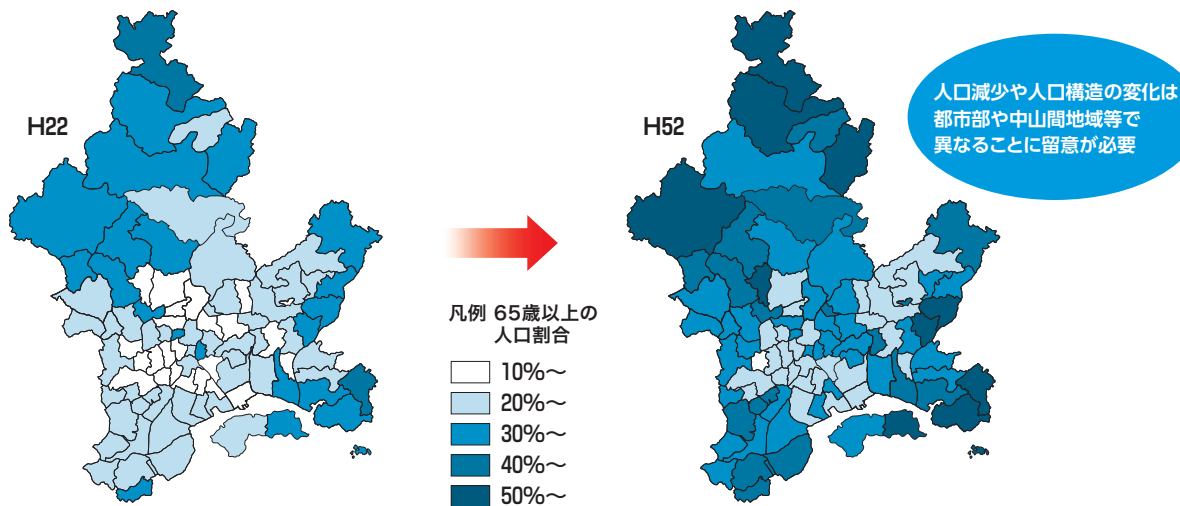 H22
H52
人口減少や人口構造の変化は
都市部や中山間地域等で
異なることに留意が必要
凡例 65歳以上の
人口割合
10%〜
20%〜
30%〜
40%〜
50%〜